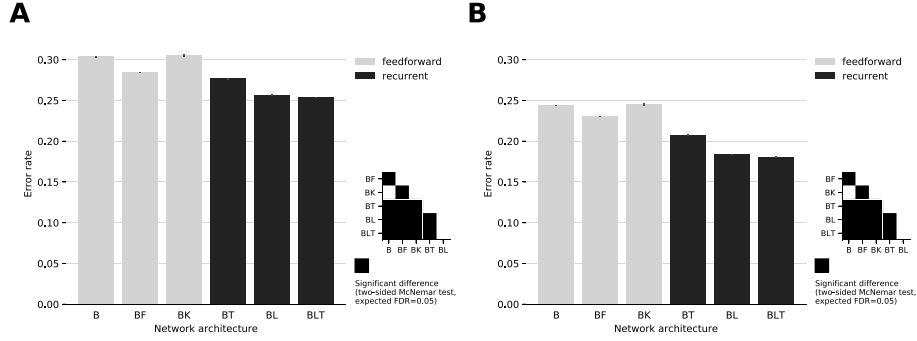 A
0.30
0.25
0.20
0.15
0.10
0.05
0.00
Error rate
B BF BK BT BL BLT
Network architecture
feedforward
recurrent
BF
BK
BT
BL
BLT
B BF BK BT BL
Significant difference
(two-sided McNemar test,
expected FDR=0.05)
B
0.30
0.25
0.20
0.15
0.10
0.05
0.00
Error rate
B BF BK BT BL BLT
Network architecture
feedforward
recurrent
BF
BK
BT
BL
BLT
B BF BK BT BL
Significant difference
(two-sided McNemar test,
expected FDR=0.05)